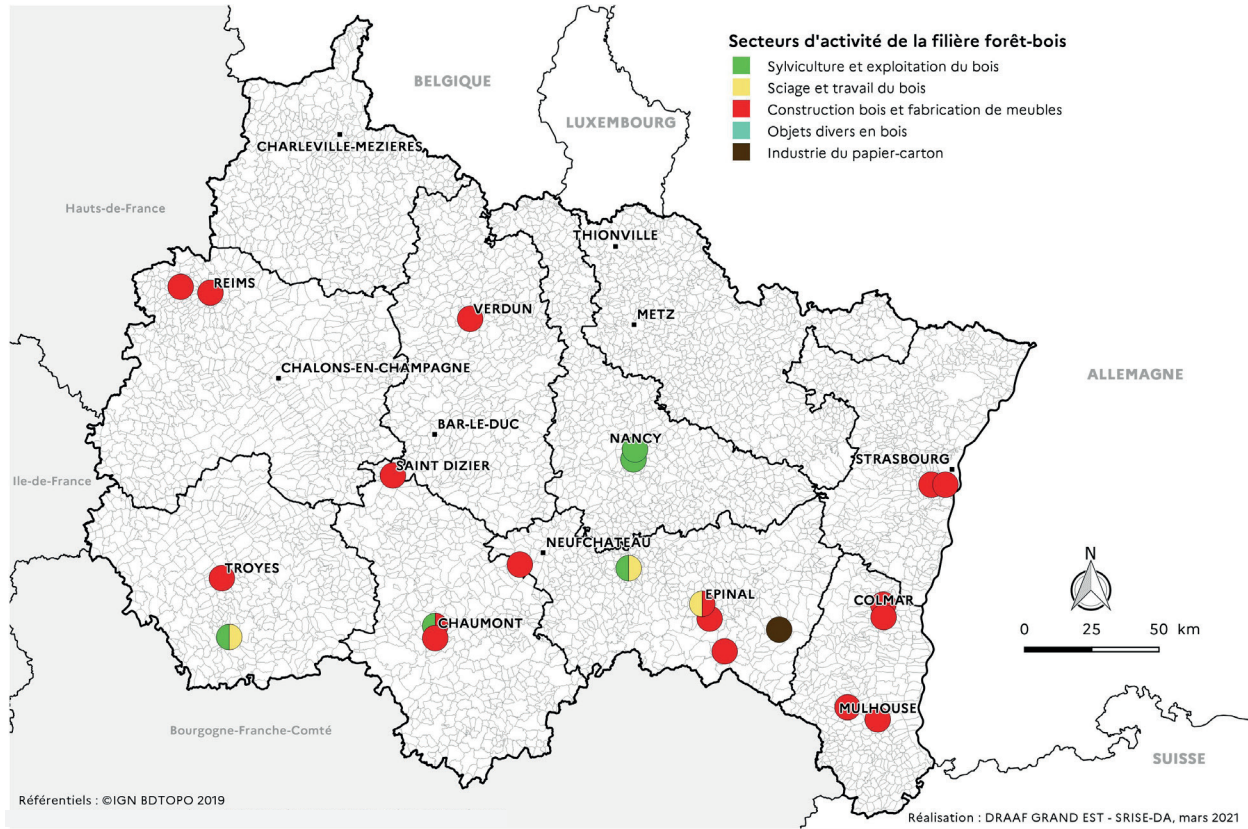 Secteurs d'activité de la filière forêt-bois
Sylviculture et exploitation du bois
Sciage et travail du bois
Construction bois et fabrication de meubles
Objets divers en bois
Industrie du papier-carton
BELGIQUE
LUXEMBOURG
CHARLEVILLE-MEZIERES
Hauts-de-France
THIONVILLE
REIMS
VERDUN
METZ
CHALONS-EN-CHAMPAGNE
ALLEMAGNE
BAR-LE-DUC
NANCY
STRASBOURG
SAINT DIZIER
Ile-de-France
NEUFCHATEAU
N
TROYES
EPINAL
COLMAR
CHAUMONT
0 25 50 km
MULHOUSE
Bourgogne-Franche-Comté
SUISSE
Référentiels : ©IGN BDTOPO 2019
Réalisation : DRAAF GRAND EST - SRISE-DA, mars 2021